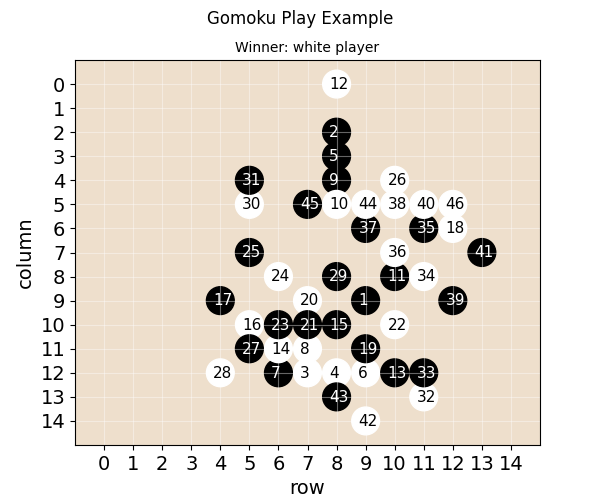 Gomoku Play Example
Winner: white player
0 12
1
2 2
3 5
4 31 9 26
5 30 45 10 44 38 40 46
6 37 35 18
7 25 36 41
8 24 29 11 34
9 17 20 1 39
10 16 23 21 15 22
11 27 14 8 19
12 28 7 3 4 6 13 33
13 43 32
14 42
column
0 1 2 3 4 5 6 7 8 9 10 11 12 13 14
row